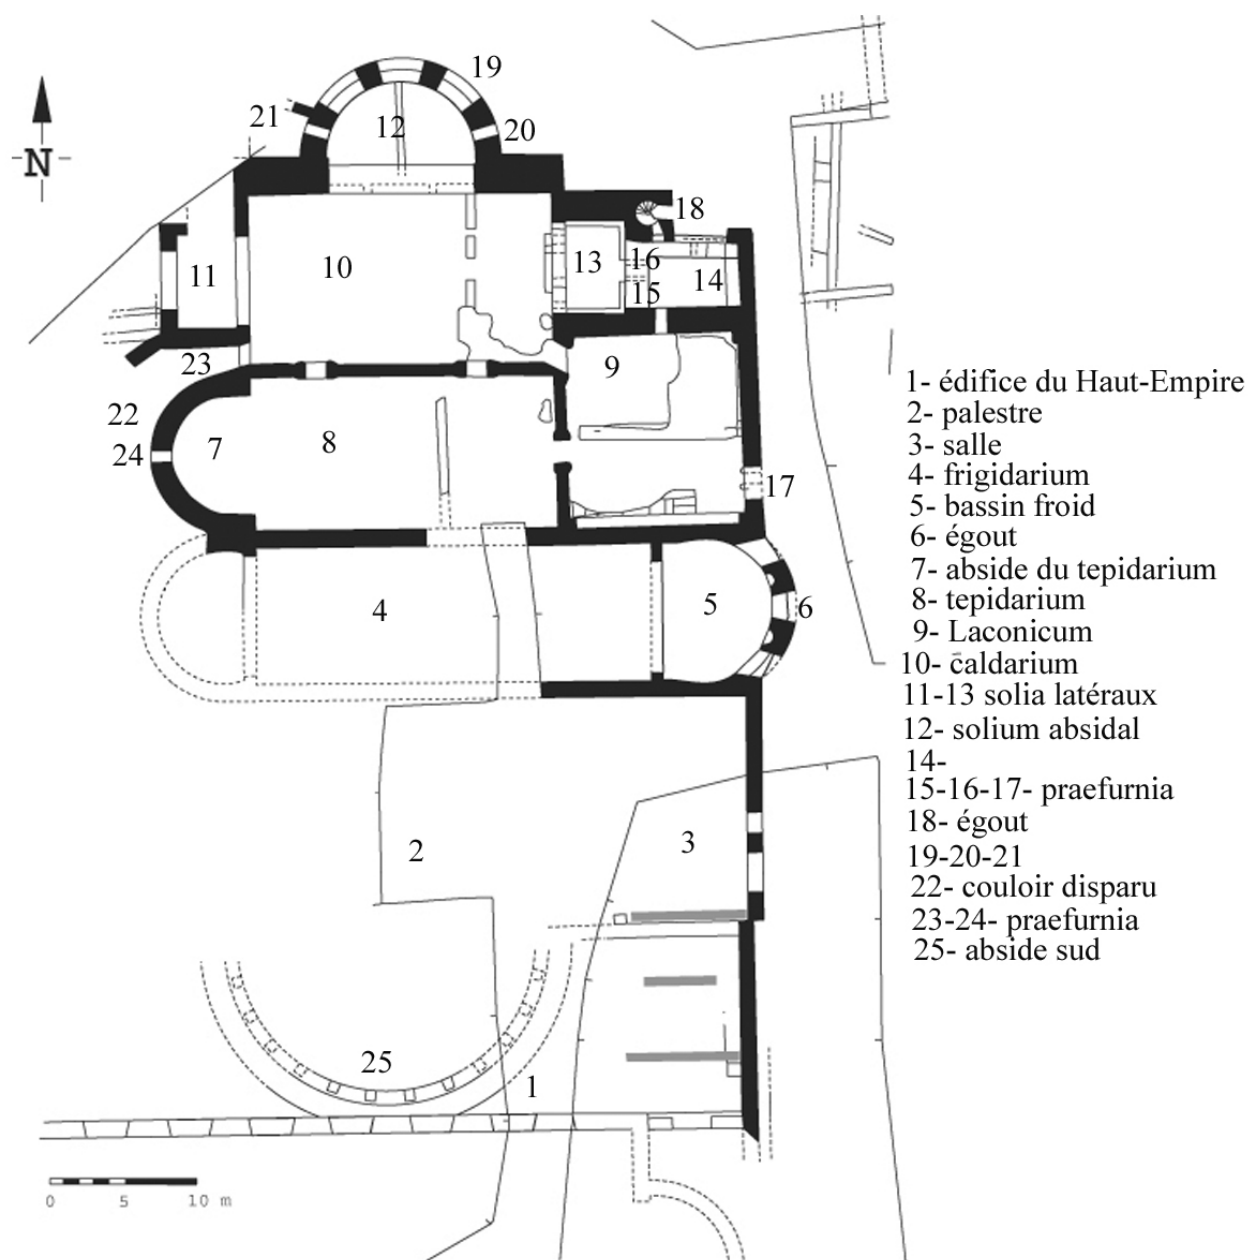 19
21
12
20
N
18
16
13
10
11
14
15
23
9
22
7
8
24
17
4
5
6
1- édifice du Haut-Empire
2- palestre
3- salle
4- frigidarium
5- bassin froid
6- égout
7- abside du tepidarium
8- tepidarium
9- Laconicum
10- caldarium
11-13 solia latéraux
12- solium absidal
14-
15-16-17- praefurnia
18- égout
19-20-21
22- couloir disparu
23-24- praefurnia
25- abside sud
2
3
25
1
0 5 10 m